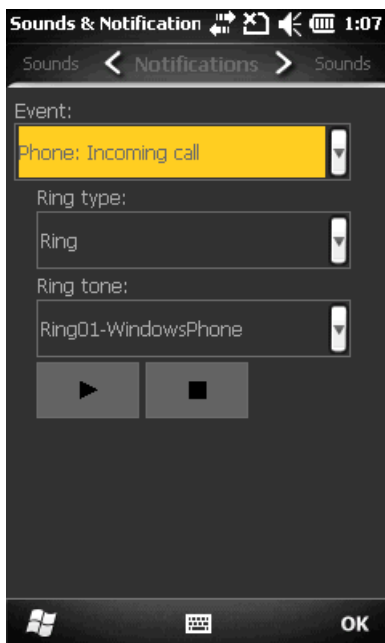 Sounds & Notification 1:07
Sounds Notifications Sounds
Event:
Phone: Incoming call
Ring type:
Ring
Ring tone:
Ring01-WindowsPhone
OK